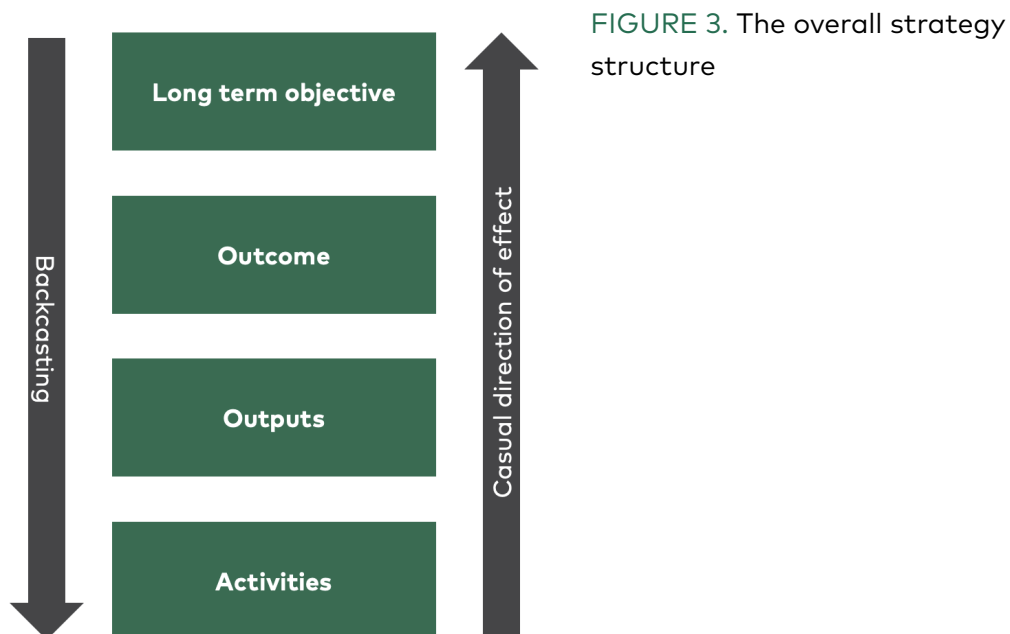 FIGURE 3. The overall strategy
structure
Long term objective
Outcome
Outputs
Activities
Backcasting
Casual direction of effect